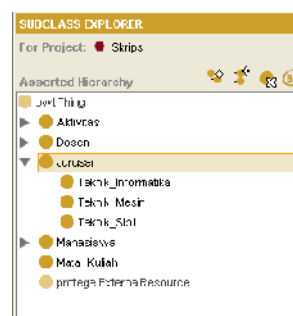 SUBCLASS EXPLORER
For Project: Skrips
Asserted Hierarchy
owl:Thing
Aktivitas
Dosen
Jurusan
Teknik_Informatika
Teknik_Mesin
Teknik_Sipil
Mahasiswa
Mata_Kuliah
protege:ExternalResource